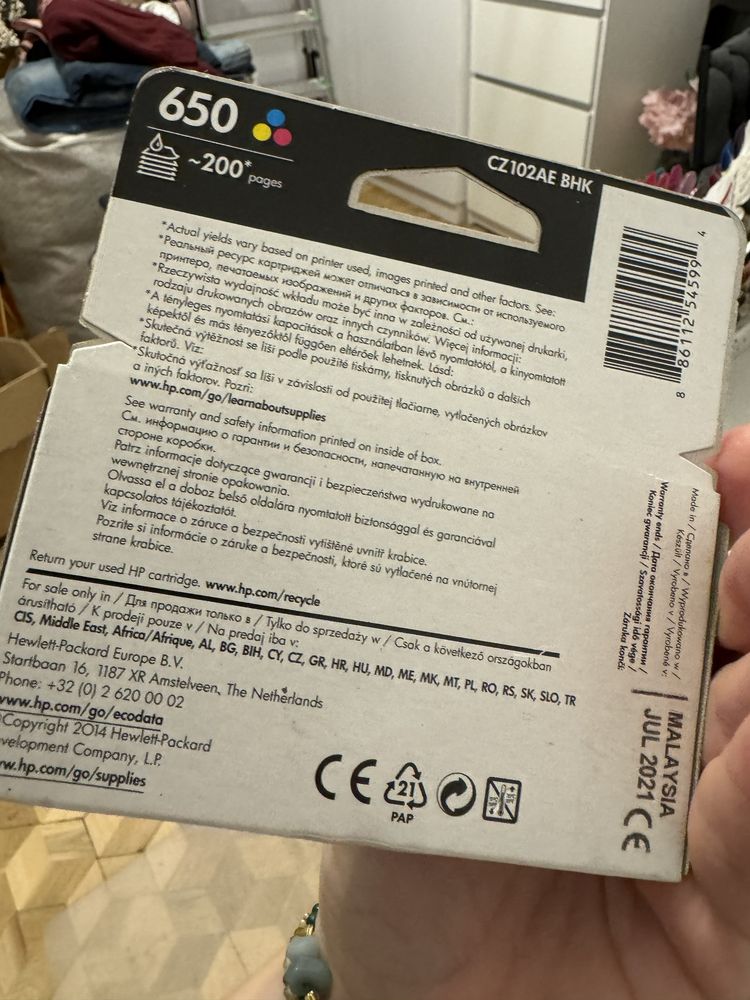 650
~200* pages
CZ102AE BHK
*Actual yields vary based on printer used, images printed and other factors. See:
*Реальный ресурс картриджей может отличаться в зависимости от используемого
принтера, печатаемых изображений и других факторов. См.:
*Rzeczywista wydajność wkładu może być inna w zależności od używanej drukarki,
rodzaju drukowanych obrazów oraz innych czynników. Więcej informacji:
*A tényleges nyomtatási kapacitások a használatban lévő nyomtatótól, a kinyomtatott
képektől és más tényezőktől függően eltérőek lehetnek. Lásd:
*Skutečná výtěžnost se liší podle použité tiskárny, tisknutých obrázků a dalších
faktorů. Viz:
*Skutočná výťažnosť sa líši v závislosti od použitej tlačiarne, vytlačených obrázkov
a iných faktorov. Pozri:
www.hp.com/go/learnaboutsupplies
See warranty and safety information printed on inside of box.
См. информацию о гарантии и безопасности, напечатанную на внутренней
стороне коробки.
Patrz informacje dotyczące gwarancji i bezpieczeństwa wydrukowane na
wewnętrznej stronie opakowania.
Olvassa el a doboz belső oldalára nyomtatott biztonsággal és garanciával
kapcsolatos tájékoztatót.
Viz informace o záruce a bezpečnosti vytištěné uvnitř krabice.
Pozrite si informácie o záruke a bezpečnosti, ktoré sú vytlačené na vnútornej
strane krabice.
Return your used HP cartridge. www.hp.com/recycle
For sale only in / Для продажи только в / Tylko do sprzedaży w / Csak a következő országokban
árusítható / K prodeji pouze v / Na predaj iba v:
CIS, Middle East, Africa/Afrique, AL, BG, BIH, CY, CZ, GR, HR, HU, MD, ME, MK, MT, PL, RO, RS, SK, SLO, TR
Hewlett-Packard Europe B.V.
Startbaan 16, 1187 XR Amstelveen, The Netherlands
Phone: +32 (0) 2 620 00 02
www.hp.com/go/ecodata
©Copyright 2014 Hewlett-Packard
evelopment Company, L.P.
ww.hp.com/go/supplies
CE
21
PAP
8 86112 54599 4
Made in / Сделано в / Wyprodukowano w /
Készült / Vyrobeno v / Vyrobené v:
Warranty ends / Дата окончания гарантии /
Koniec gwarancji / Szavatossági idő vége /
Záruka končí:
MALAYSIA
JUL 2021 CE